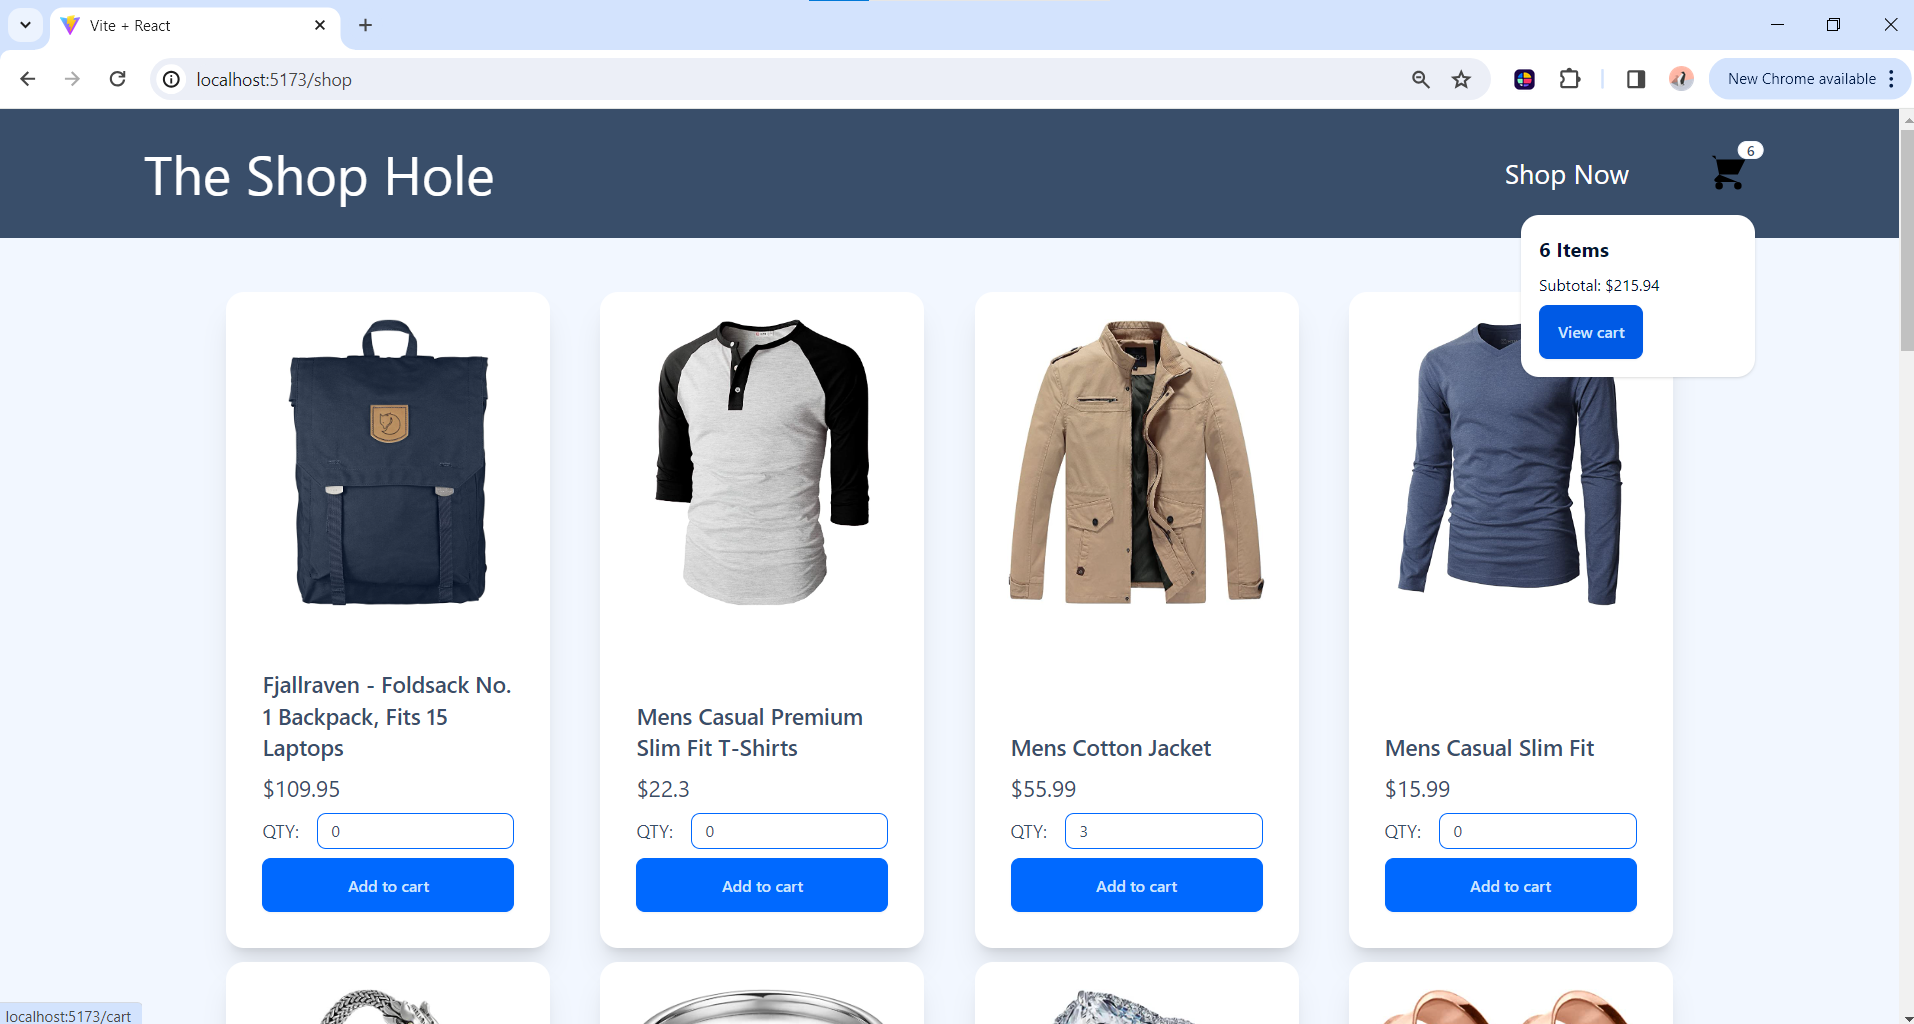 Vite + React
localhost:5173/shop
New Chrome available
The Shop Hole
Shop Now
6
6 Items
Subtotal: $215.94
View cart
Fjallraven - Foldsack No.
1 Backpack, Fits 15
Laptops
$109.95
QTY:
0
Add to cart
Mens Casual Premium
Slim Fit T-Shirts
$22.3
QTY:
0
Add to cart
Mens Cotton Jacket
$55.99
QTY:
3
Add to cart
Mens Casual Slim Fit
$15.99
QTY:
0
Add to cart
localhost:5173/cart